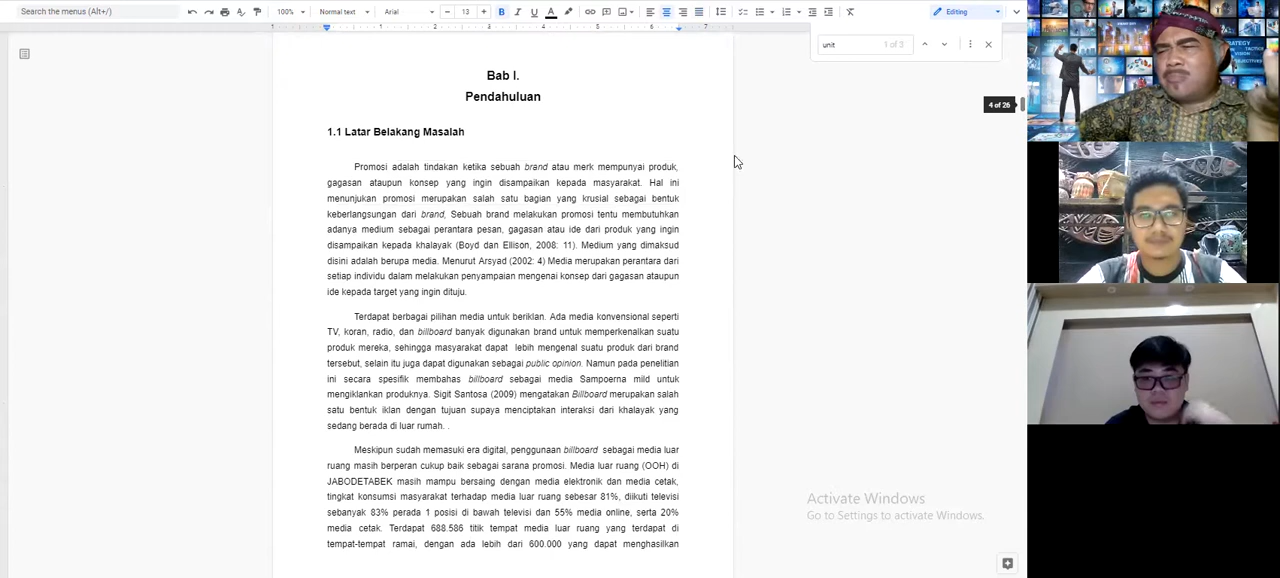 Search the menus (Alt+/)
100%
Normal text
Arial
13
Editing
1 1 2 3 4 5 6 7
unit
1 of 3
4 of 26
Bab I.
Pendahuluan
1.1 Latar Belakang Masalah
Promosi adalah tindakan ketika sebuah brand atau merk mempunyai produk,
gagasan ataupun konsep yang ingin disampaikan kepada masyarakat. Hal ini
menunjukan promosi merupakan salah satu bagian yang krusial sebagai bentuk
keberlangsungan dari brand, Sebuah brand melakukan promosi tentu membutuhkan
adanya medium sebagai perantara pesan, gagasan atau ide dari produk yang ingin
disampaikan kepada khalayak (Boyd dan Ellison, 2008: 11). Medium yang dimaksud
disini adalah berupa media. Menurut Arsyad (2002: 4) Media merupakan perantara dari
setiap individu dalam melakukan penyampaian mengenai konsep dari gagasan ataupun
ide kepada target yang ingin dituju.
Terdapat berbagai pilihan media untuk beriklan. Ada media konvensional seperti
TV, koran, radio, dan billboard banyak digunakan brand untuk memperkenalkan suatu
produk mereka, sehingga masyarakat dapat lebih mengenal suatu produk dari brand
tersebut, selain itu juga dapat digunakan sebagai public opinion. Namun pada penelitian
ini secara spesifik membahas billboard sebagai media Sampoerna mild untuk
mengiklankan produknya. Sigit Santosa (2009) mengatakan Billboard merupakan salah
satu bentuk iklan dengan tujuan supaya menciptakan interaksi dari khalayak yang
sedang berada di luar rumah. .
Meskipun sudah memasuki era digital, penggunaan billboard sebagai media luar
ruang masih berperan cukup baik sebagai sarana promosi. Media luar ruang (OOH) di
JABODETABEK masih mampu bersaing dengan media elektronik dan media cetak,
tingkat konsumsi masyarakat terhadap media luar ruang sebesar 81%, diikuti televisi
sebanyak 83% perada 1 posisi di bawah televisi dan 55% media online, serta 20%
media cetak. Terdapat 688.586 titik tempat media luar ruang yang terdapat di
tempat-tempat ramai, dengan ada lebih dari 600.000 yang dapat menghasilkan
Activate Windows
Go to Settings to activate Windows.
STRATEGY
VISION
TACTICS
OBJECTIVES